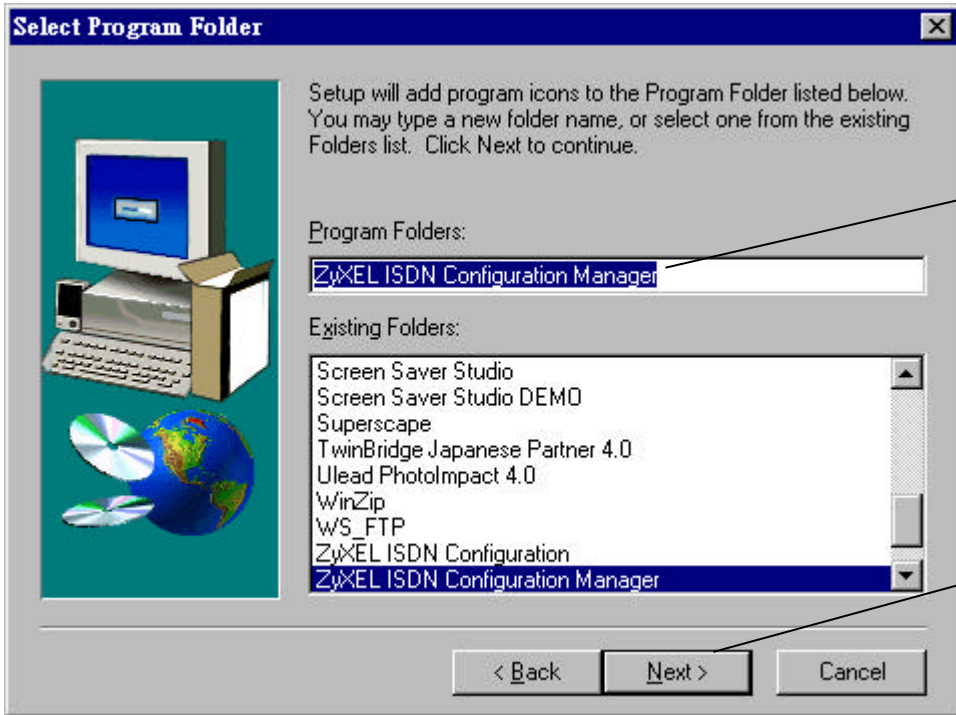 Select Program Folder
Setup will add program icons to the Program Folder listed below.
You may type a new folder name, or select one from the existing
Folders list. Click Next to continue.
Program Folders:
ZyXEL ISDN Configuration Manager
Existing Folders:
Screen Saver Studio
Screen Saver Studio DEMO
Superscape
TwinBridge Japanese Partner 4.0
Ulead PhotoImpact 4.0
WinZip
WS_FTP
ZyXEL ISDN Configuration
ZyXEL ISDN Configuration Manager
< Back
Next >
Cancel